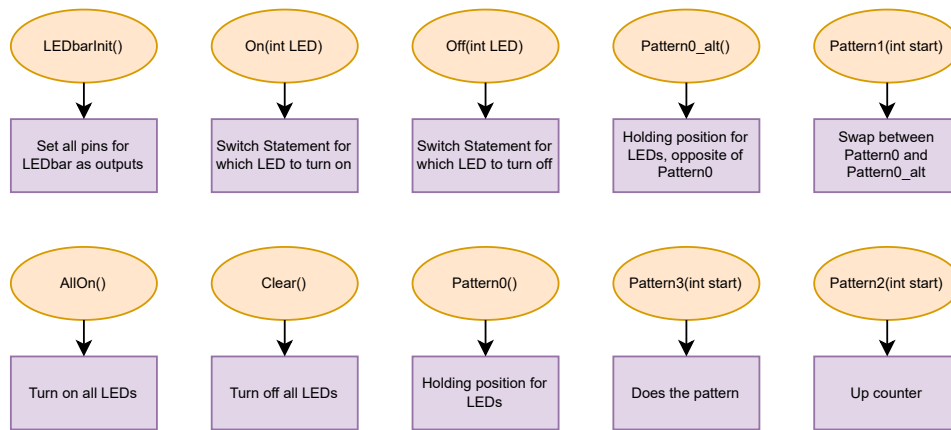 LEDbarInit()
On(int LED)
Off(int LED)
Pattern0_alt()
Pattern1(int start)
Set all pins for
LEDbar as outputs
Switch Statement for
which LED to turn on
Switch Statement for
which LED to turn off
Holding position for
LEDs, opposite of
Pattern0
Swap between
Pattern0 and
Pattern0_alt
AllOn()
Clear()
Pattern0()
Pattern3(int start)
Pattern2(int start)
Turn on all LEDs
Turn off all LEDs
Holding position for
LEDs
Does the pattern
Up counter